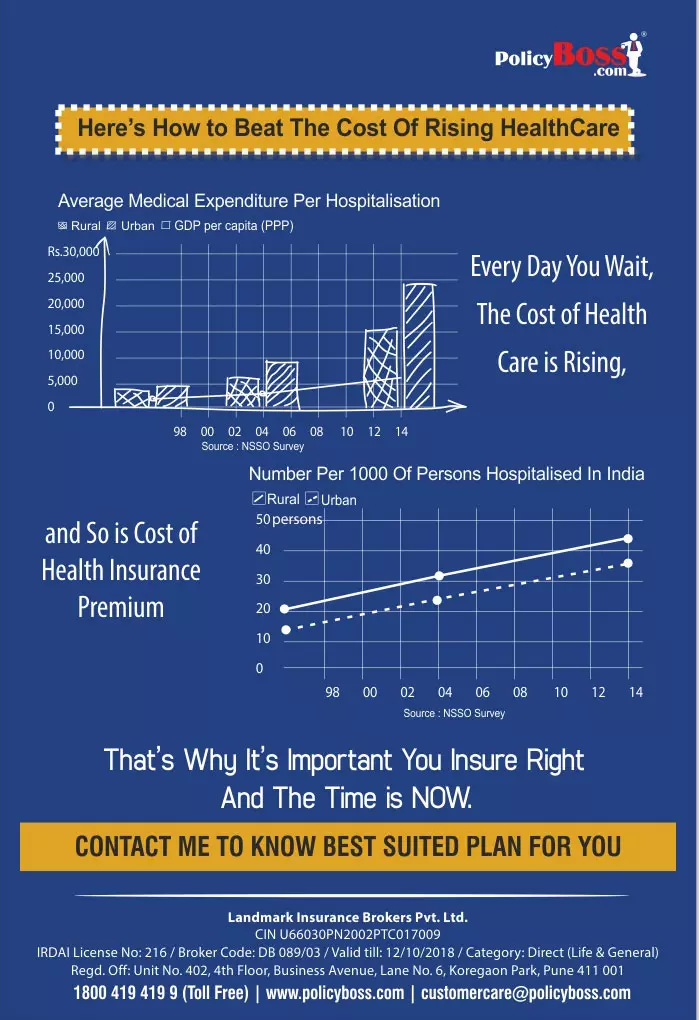 PolicyBoss®
.com
Here's How to Beat The Cost Of Rising HealthCare
Average Medical Expenditure Per Hospitalisation
Rural Urban GDP per capita (PPP)
Rs.30,000
25,000
20,000
15,000
10,000
5,000
0
98 00 02 04 06 08 10 12 14
Source : NSSO Survey
Every Day You Wait,
The Cost of Health
Care is Rising,
Number Per 1000 Of Persons Hospitalised In India
Rural Urban
50 persons
40
30
20
10
0
98 00 02 04 06 08 10 12 14
Source : NSSO Survey
and So is Cost of
Health Insurance
Premium
That's Why It's Important You Insure Right
And The Time is NOW.
CONTACT ME TO KNOW BEST SUITED PLAN FOR YOU
Landmark Insurance Brokers Pvt. Ltd.
CIN U66030PN2002PTC017009
IRDAI License No: 216 / Broker Code: DB 089/03 / Valid till: 12/10/2018 / Category: Direct (Life & General)
Regd. Off: Unit No. 402, 4th Floor, Business Avenue, Lane No. 6, Koregaon Park, Pune 411 001
1800 419 419 9 (Toll Free) | www.policyboss.com | customercare@policyboss.com